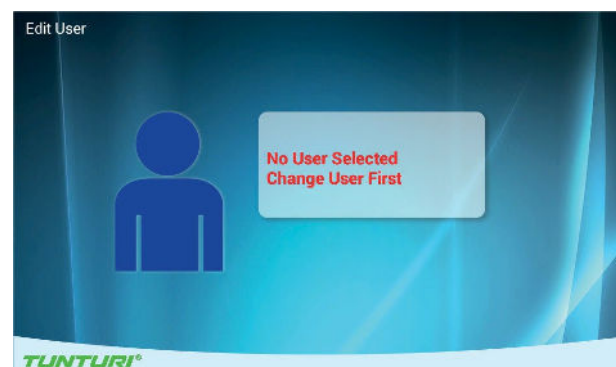 Edit User
No User Selected
Change User First
TUNTURI®